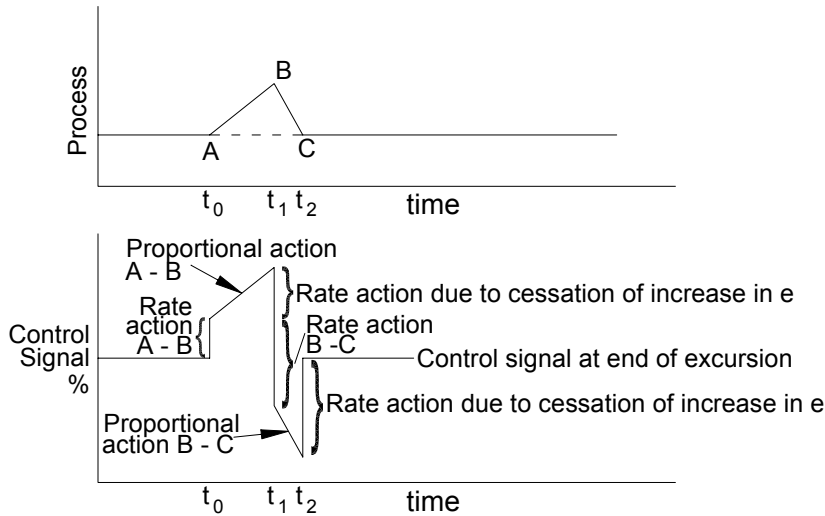 Process
B
A
C
t0
t1
t2
time
Proportional action
A - B
Rate
action
A - B
Rate action due to cessation of increase in e
Rate action
B -C
Control
Signal
%
Control signal at end of excursion
Rate action due to cessation of increase in e
Proportional
action B - C
t0
t1
t2
time